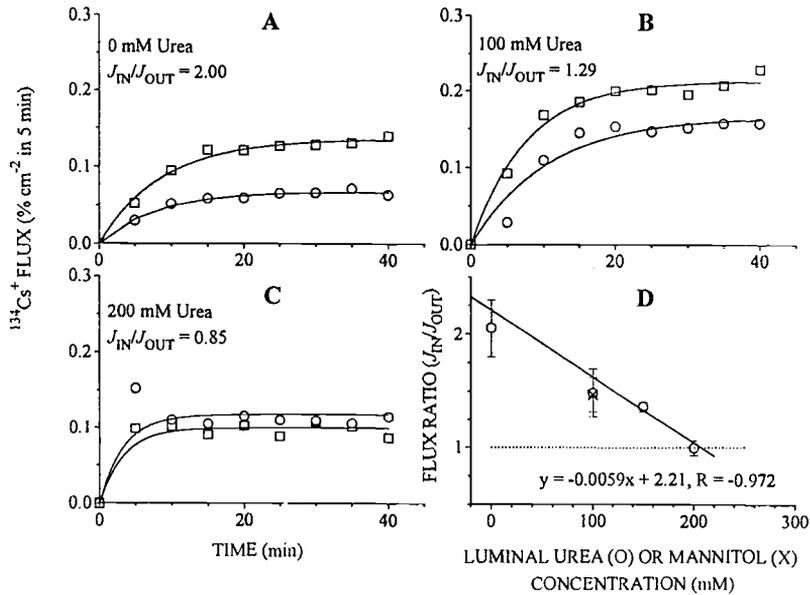 A
0 mM Urea
J_IN/J_OUT = 2.00
0.3
0.2
0.1
0.0
0
20
40
B
100 mM Urea
J_IN/J_OUT = 1.29
0.3
0.2
0.1
0.0
0
20
40
134Cs+ FLUX (% cm-2 in 5 min)
C
200 mM Urea
J_IN/J_OUT = 0.85
0.3
0.2
0.1
0.0
0
20
40
TIME (min)
D
FLUX RATIO (J_IN/J_OUT)
2
1
y = -0.0059x + 2.21, R = -0.972
0
100
200
300
LUMINAL UREA (O) OR MANNITOL (X)
CONCENTRATION (mM)